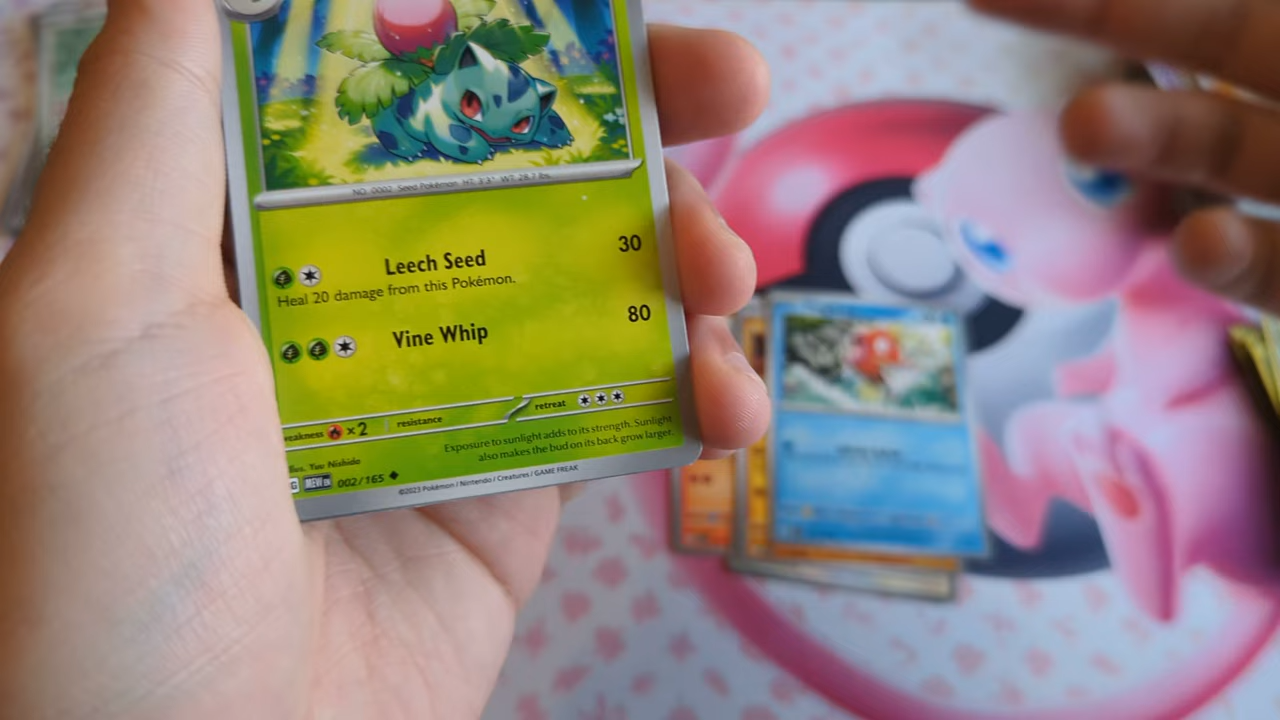 NO. 0002 Seed Pokémon HT: 3'3" WT: 28.7 lbs.
Leech Seed 30
Heal 20 damage from this Pokémon.
Vine Whip 80
weakness ×2 resistance retreat
Exposure to sunlight adds to its strength. Sunlight
also makes the bud on its back grow larger.
Illus. Yuu Nishida
G MEW EN 002/165
©2023 Pokémon / Nintendo / Creatures / GAME FREAK